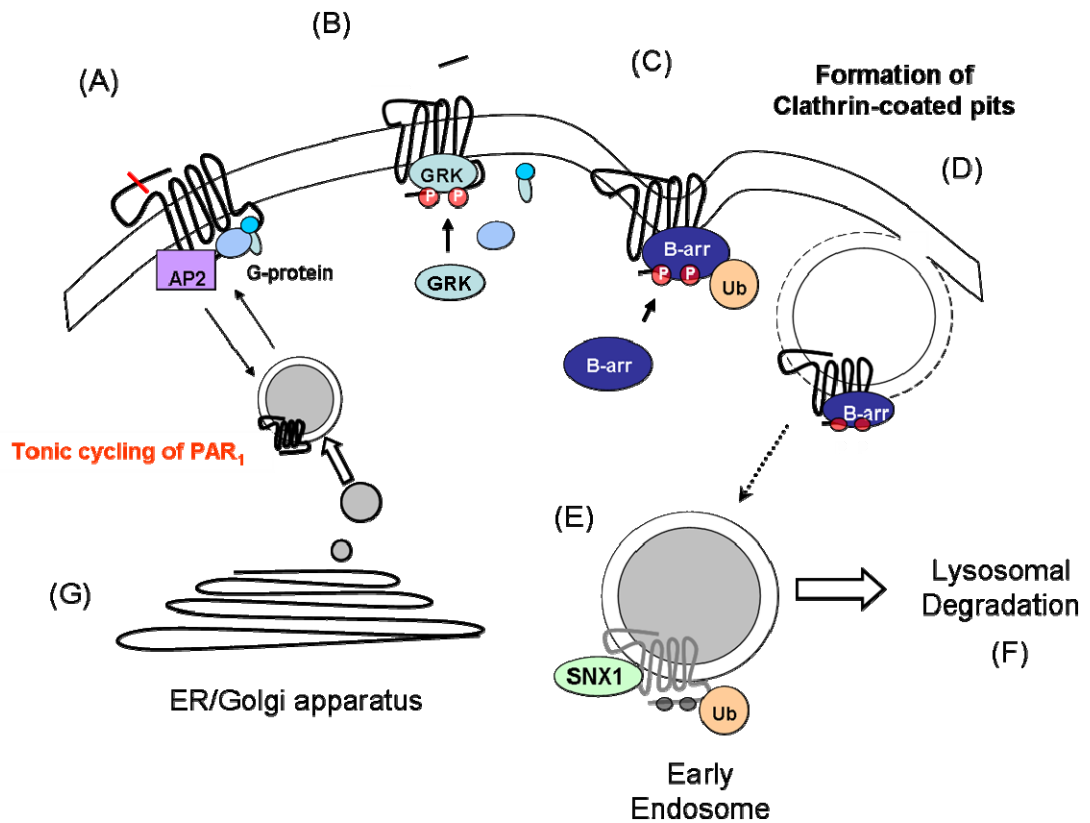 (A)
(B)
(C)
Formation of
Clathrin-coated pits
(D)
GRK
P P
AP2
G-protein
GRK
B-arr
P P
Ub
B-arr
B-arr
Tonic cycling of PAR1
(E)
(G)
SNX1
Ub
Lysosomal
Degradation
(F)
ER/Golgi apparatus
Early
Endosome